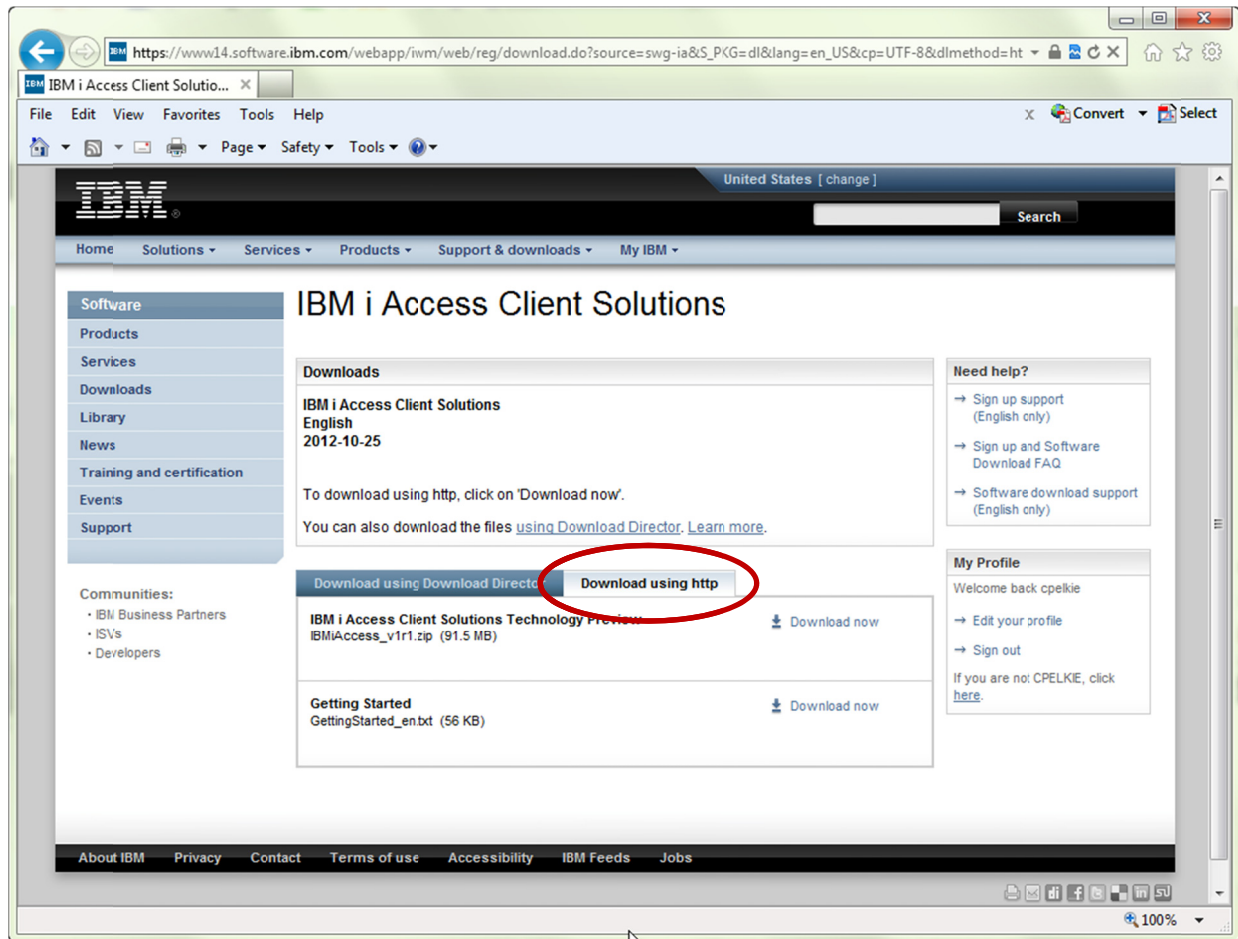 https://www14.software.ibm.com/webapp/iwm/web/reg/download.do?source=swg-ia&S_PKG=dl&lang=en_US&cp=UTF-8&dlmethod=ht
IBM i Access Client Solutio...
File Edit View Favorites Tools Help
x Convert Select
Page Safety Tools
IBM
United States [ change ]
Search
Home Solutions Services Products Support & downloads My IBM
Software
Products
Services
Downloads
Library
News
Training and certification
Events
Support
Communities:
· IBM Business Partners
· ISVs
· Developers
IBM i Access Client Solutions
Downloads
IBM i Access Client Solutions
English
2012-10-25
To download using http, click on 'Download now'.
You can also download the files using Download Director. Learn more.
Download using Download Director
Download using http
IBM i Access Client Solutions Technology Preview
IBMiAccess_v1r1.zip (91.5 MB)
Download now
Getting Started
GettingStarted_en.txt (56 KB)
Download now
Need help?
→ Sign up support
(English only)
→ Sign up and Software
Download FAQ
→ Software download support
(English only)
My Profile
Welcome back cpelkie
→ Edit your profile
→ Sign out
If you are not CPELKIE, click
here.
About IBM Privacy Contact Terms of use Accessibility IBM Feeds Jobs
100%